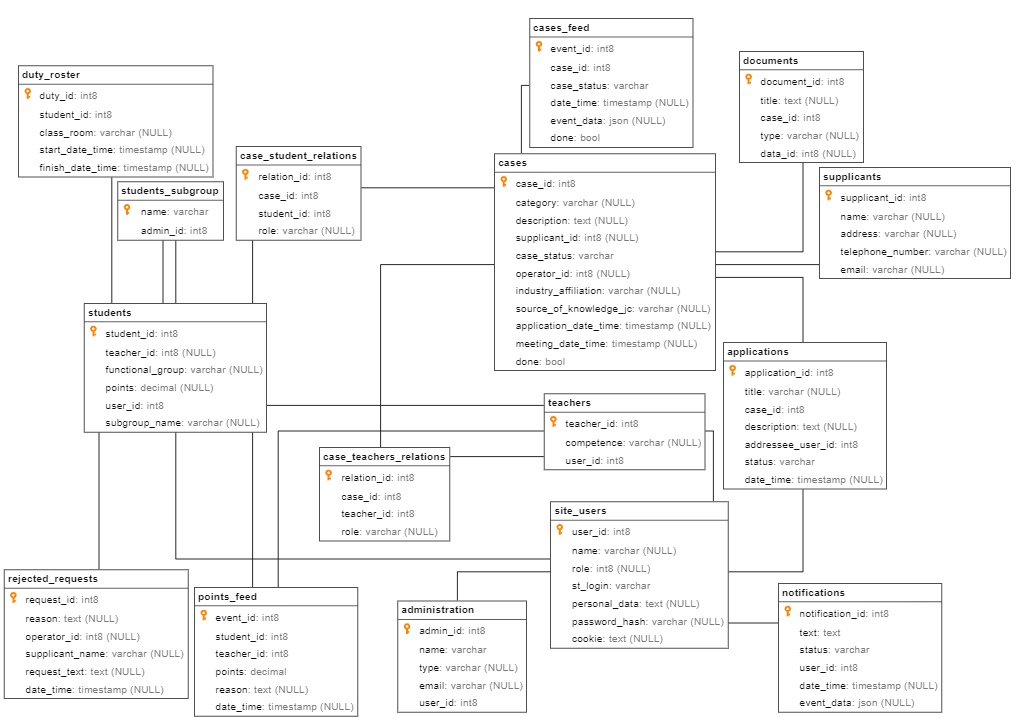 cases_feed
event_id: int8
case_id: int8
case_status: varchar
date_time: timestamp (NULL)
event_data: json (NULL)
done: bool
documents
document_id: int8
title: text (NULL)
case_id: int8
type: varchar (NULL)
data_id: int8 (NULL)
duty_roster
duty_id: int8
student_id: int8
class_room: varchar (NULL)
start_date_time: timestamp (NULL)
finish_date_time: timestamp (NULL)
case_student_relations
relation_id: int8
case_id: int8
student_id: int8
role: varchar (NULL)
students_subgroup
name: varchar
admin_id: int8
cases
case_id: int8
category: varchar (NULL)
description: text (NULL)
supplicant_id: int8 (NULL)
case_status: varchar
operator_id: int8 (NULL)
industry_affiliation: varchar (NULL)
source_of_knowledge_jc: varchar (NULL)
application_date_time: timestamp (NULL)
meeting_date_time: timestamp (NULL)
done: bool
supplicants
supplicant_id: int8
name: varchar (NULL)
address: varchar (NULL)
telephone_number: varchar (NULL)
email: varchar (NULL)
students
student_id: int8
teacher_id: int8 (NULL)
functional_group: varchar (NULL)
points: decimal (NULL)
user_id: int8
subgroup_name: varchar (NULL)
applications
application_id: int8
title: varchar (NULL)
case_id: int8
description: text (NULL)
addressee_user_id: int8
status: varchar
date_time: timestamp (NULL)
teachers
teacher_id: int8
competence: varchar (NULL)
user_id: int8
case_teachers_relations
relation_id: int8
case_id: int8
teacher_id: int8
role: varchar (NULL)
site_users
user_id: int8
name: varchar (NULL)
role: int8 (NULL)
st_login: varchar
personal_data: text (NULL)
password_hash: varchar (NULL)
cookie: text (NULL)
rejected_requests
request_id: int8
reason: text (NULL)
operator_id: int8 (NULL)
supplicant_name: varchar (NULL)
request_text: text (NULL)
date_time: timestamp (NULL)
points_feed
event_id: int8
student_id: int8
teacher_id: int8
points: decimal
reason: text (NULL)
date_time: timestamp (NULL)
administration
admin_id: int8
name: varchar
type: varchar (NULL)
email: varchar (NULL)
user_id: int8
notifications
notification_id: int8
text: text
status: varchar
user_id: int8
date_time: timestamp (NULL)
event_data: json (NULL)